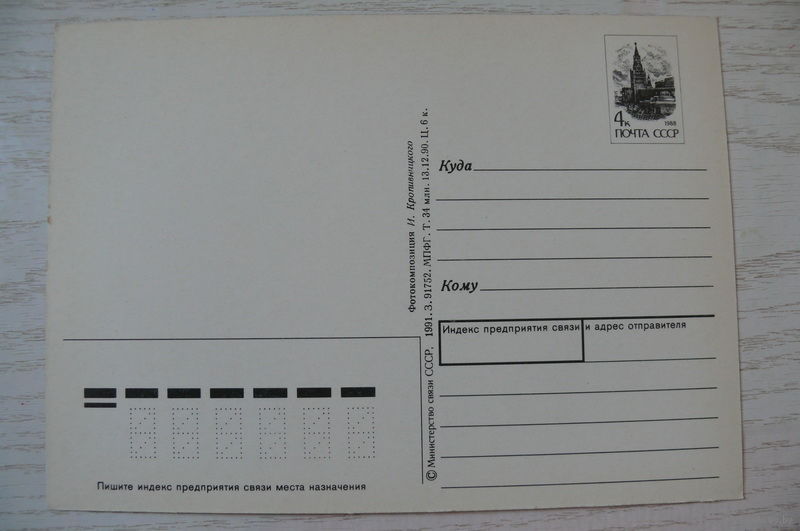 4к
1988
ПОЧТА СССР
Куда
Кому
Индекс предприятия связи и адрес отправителя
Фотокомпозиция И. Кропивницкого
© Министерство связи СССР, 1991. З. 91752. МПФГ. Т. 34 млн. 13.12.90. Ц. 6 к.
Пишите индекс предприятия связи места назначения